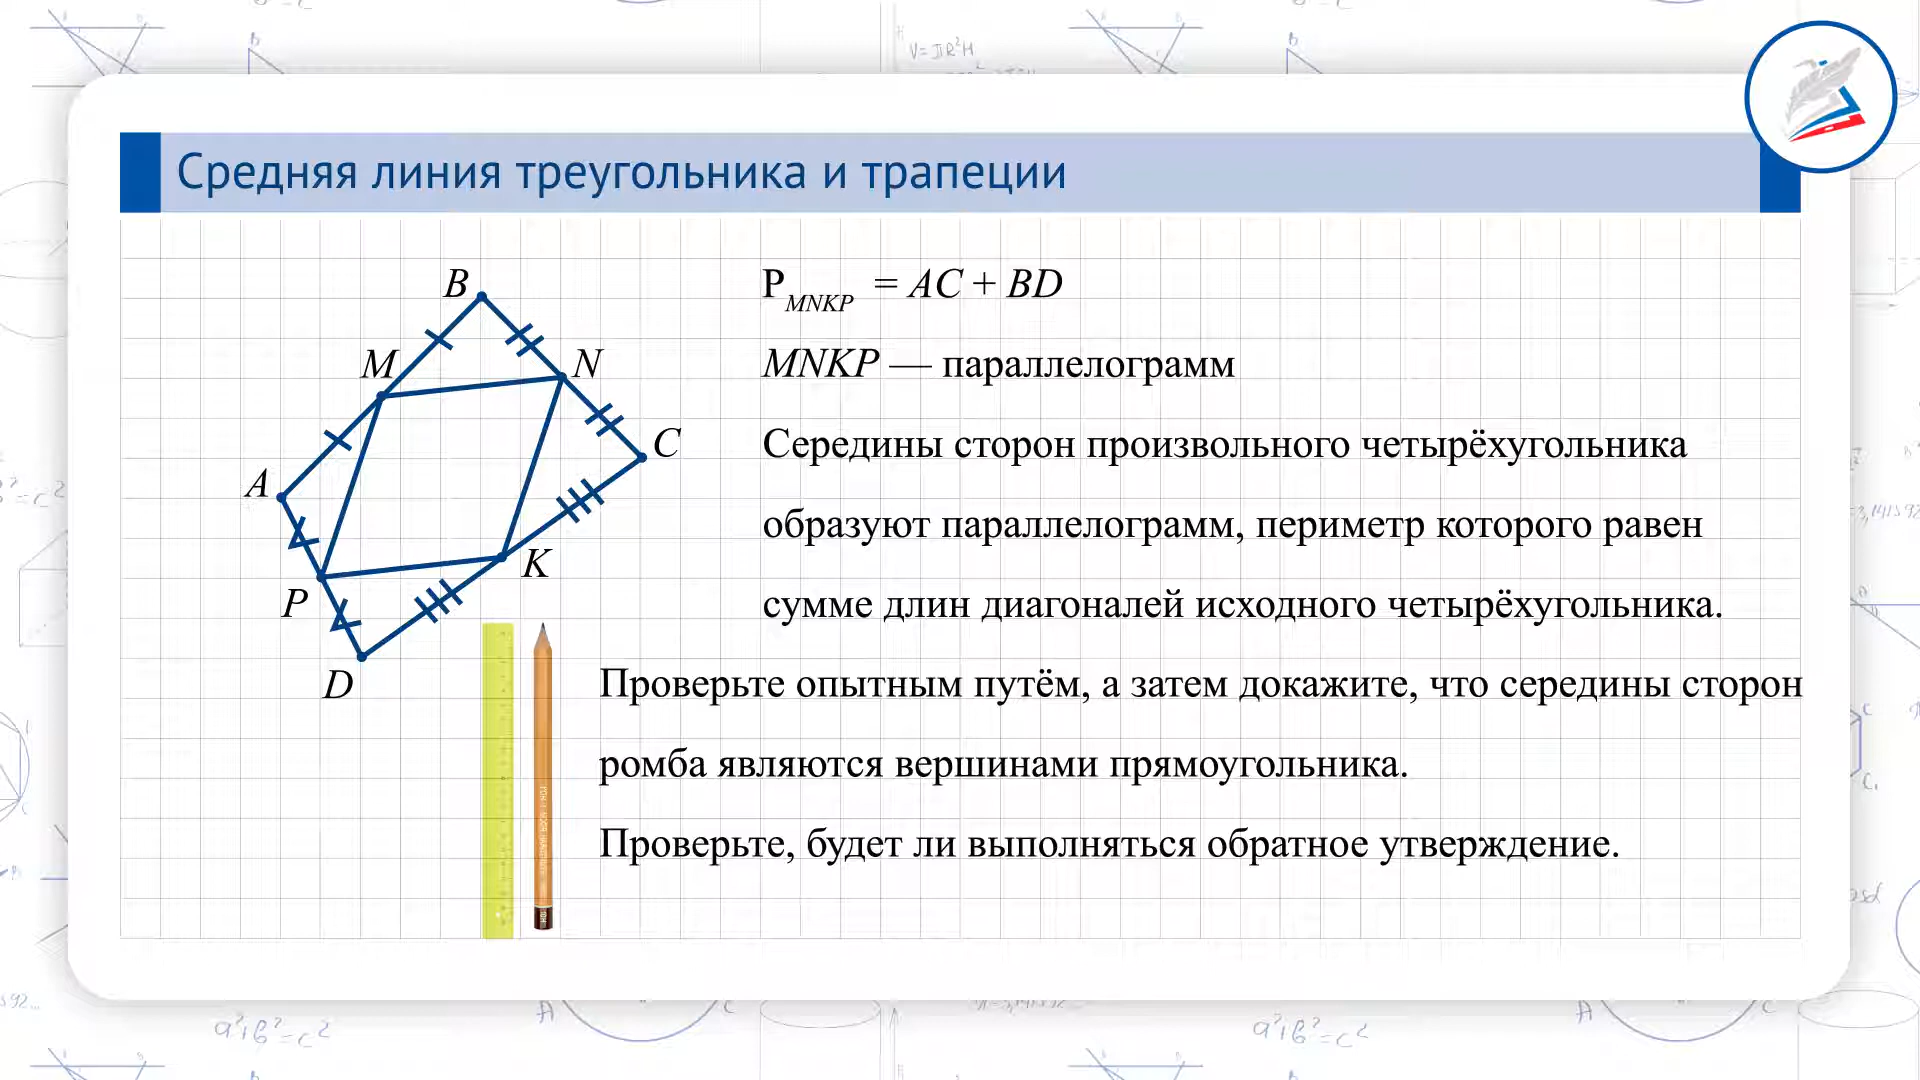 Средняя линия треугольника и трапеции
B
M
N
C
A
K
P
D
P MNKP = AC + BD
MNKP — параллелограмм
Середины сторон произвольного четырёхугольника
образуют параллелограмм, периметр которого равен
сумме длин диагоналей исходного четырёхугольника.
Проверьте опытным путём, а затем докажите, что середины сторон
ромба являются вершинами прямоугольника.
Проверьте, будет ли выполняться обратное утверждение.